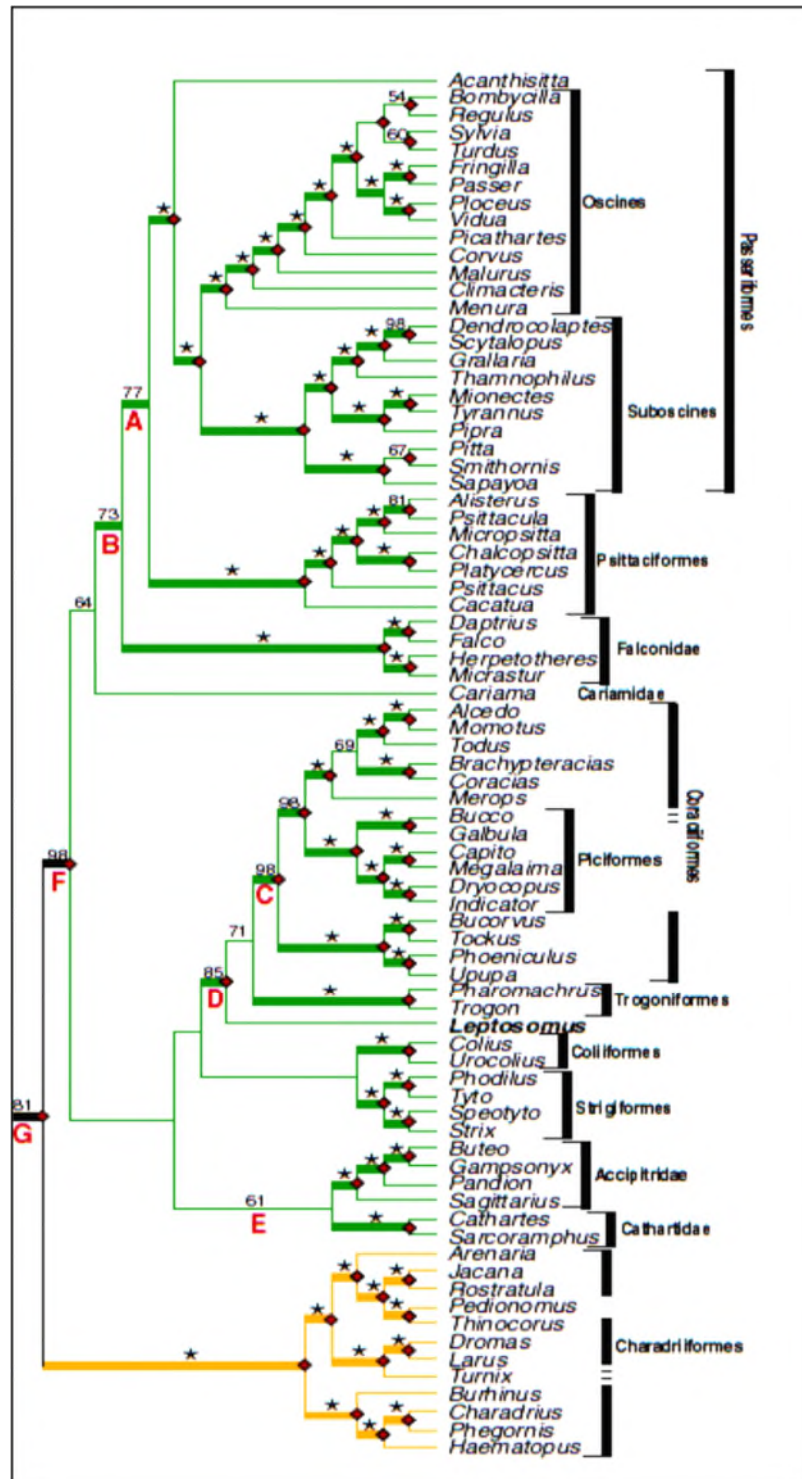 Acanthisitta
54
Bombycilla
Regulus
60
Sylvia
Turdus
Fringilla
Passer
Ploceus
Vidua
Oscines
Picathartes
Corvus
Malurus
Climacteris
Menura
Passeriformes
98
Dendrocolaptes
Scytalopus
Grallaria
Thamnophilus
Mionectes
Tyrannus
Pipra
Suboscines
77
A
67
Pitta
Smithornis
Sapayoa
81
Alisterus
Psittacula
Micropsitta
Chalcopsitta
Platycercus
Psittacus
Cacatua
Psittaciformes
73
B
Daptrius
Falco
Herpetotheres
Micrastur
Falconidae
64
Cariama
Cariamidae
Alcedo
Momotus
69
Todus
Brachypteracias
Coracias
Merops
98
Bucco
Galbula
Capito
Megalaima
Dryocopus
Indicator
Piciformes
Coraciiformes
98
F
98
C
Bucorvus
Tockus
Phoeniculus
Upupa
71
85
D
Pharomachrus
Trogon
Trogoniformes
Leptosomus
Colius
Urocolius
Coliiformes
Phodilus
Tyto
Speotyto
Strix
Strigiformes
81
G
Buteo
Gampsonyx
Pandion
Sagittarius
Accipitridae
61
E
Cathartes
Sarcoramphus
Cathartidae
Arenaria
Jacana
Rostratula
Pedionomus
Thinocorus
Dromas
Larus
Turnix
Charadriiformes
Burhinus
Charadrius
Phegornis
Haematopus